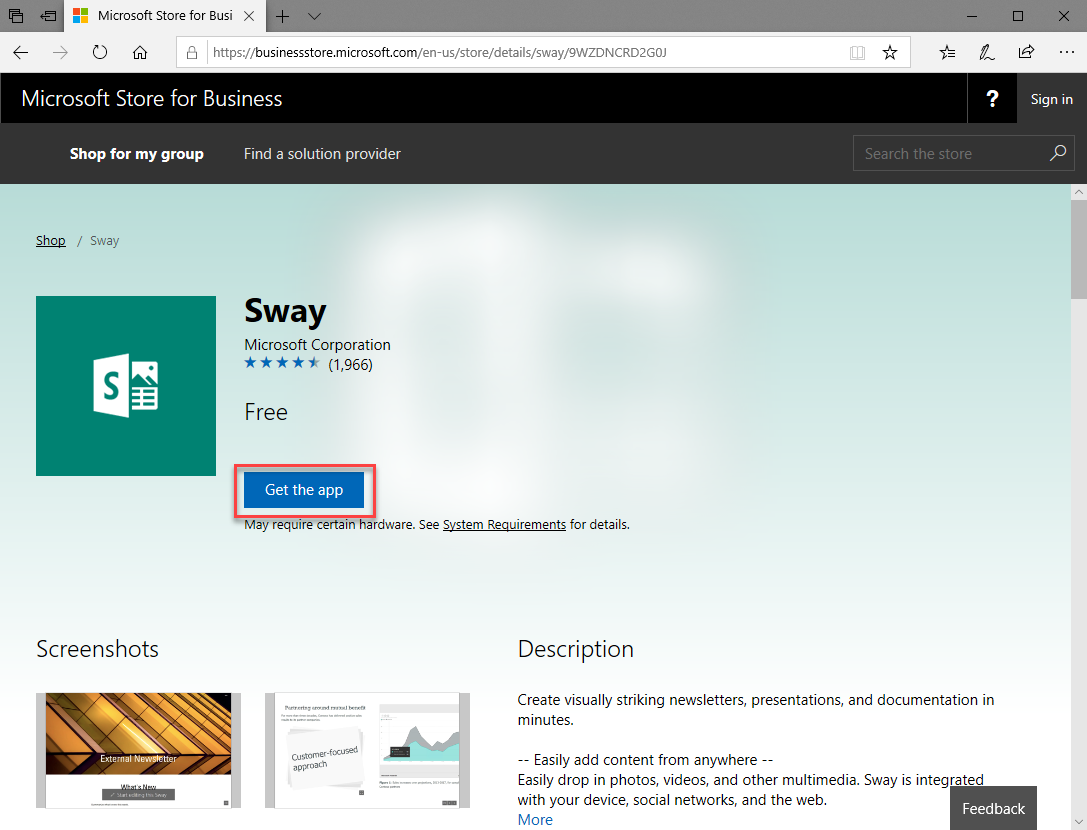 Microsoft Store for Busi
https://businessstore.microsoft.com/en-us/store/details/sway/9WZDNCRD2G0J
Microsoft Store for Business
?
Sign in
Shop for my group
Find a solution provider
Search the store
Shop / Sway
Sway
Microsoft Corporation
(1,966)
Free
S
Get the app
May require certain hardware. See System Requirements for details.
Screenshots
External Newsletter
What's New
Start editing this Sway
Partnering around mutual benefit
Customer-focused
approach
Description
Create visually striking newsletters, presentations, and documentation in
minutes.
-- Easily add content from anywhere --
Easily drop in photos, videos, and other multimedia. Sway is integrated
with your device, social networks, and the web.
More
Feedback